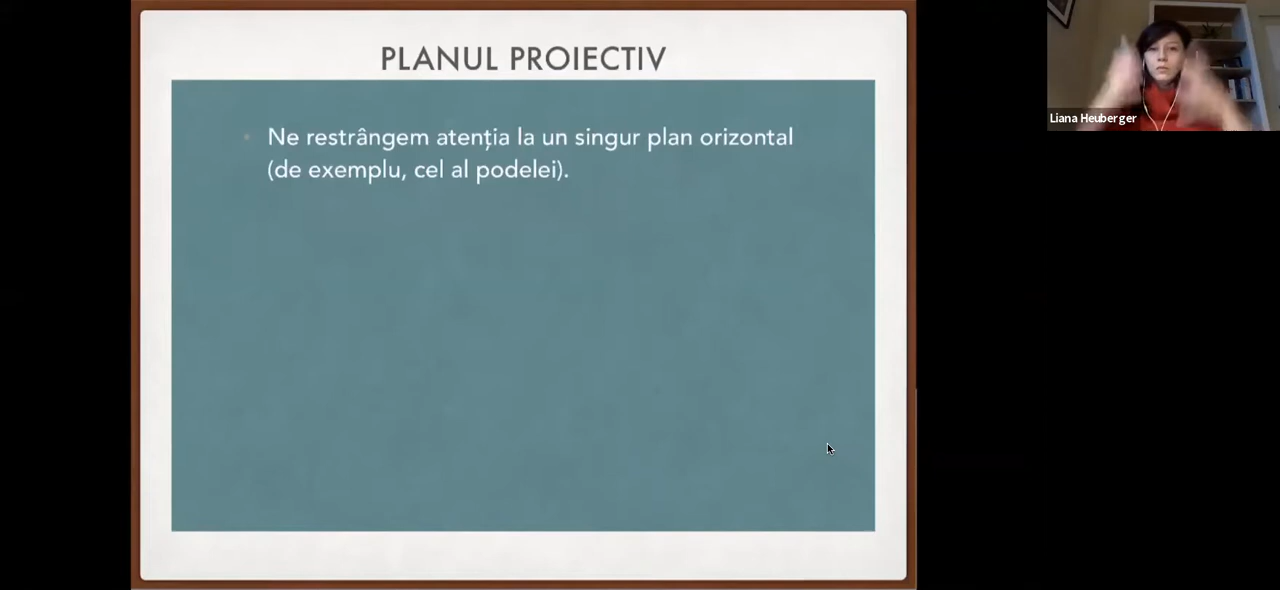 PLANUL PROIECTIV
Ne restrângem atenția la un singur plan orizontal
(de exemplu, cel al podelei).
Liana Heuberger